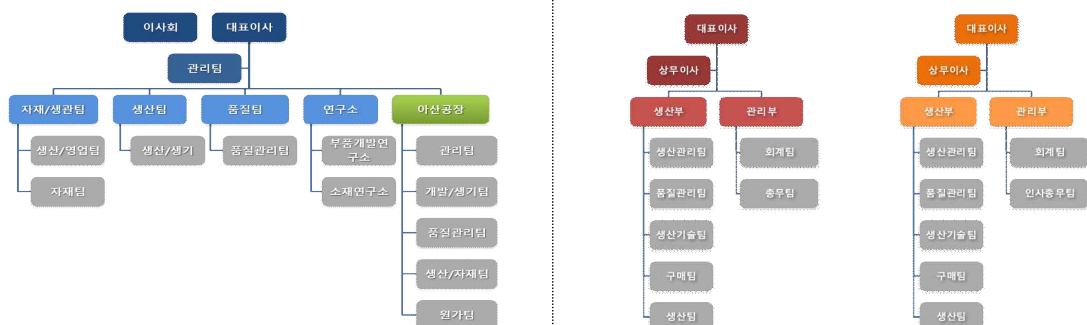 이사회
대표이사
관리팀
자재/생관팀
생산팀
품질팀
연구소
아산공장
생산/영업팀
자재팀
생산/생기
품질관리팀
부품개발연
구소
소재연구소
관리팀
개발/생기팀
품질관리팀
생산/자재팀
원가팀
대표이사
상무이사
생산부
관리부
생산관리팀
품질관리팀
생산기술팀
구매팀
생산팀
회계팀
총무팀
대표이사
상무이사
생산부
관리부
생산관리팀
품질관리팀
생산기술팀
구매팀
생산팀
회계팀
인사총무팀